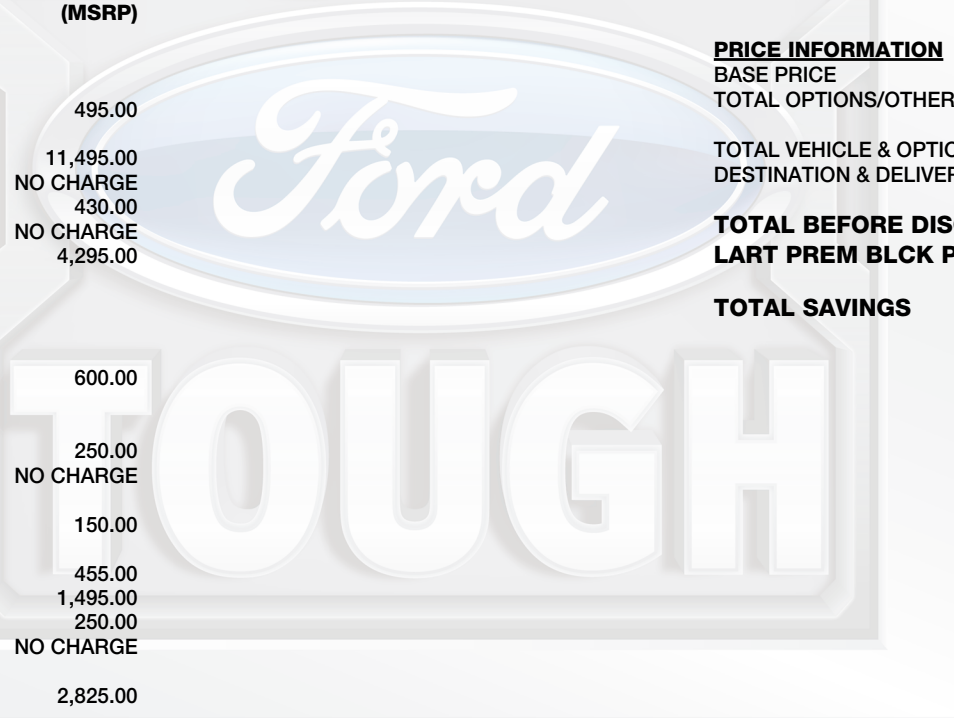 (MSRP)
495.00
11,495.00
NO CHARGE
430.00
NO CHARGE
4,295.00
600.00
250.00
NO CHARGE
150.00
455.00
1,495.00
250.00
NO CHARGE
2,825.00
PRICE INFORMATION
BASE PRICE
TOTAL OPTIONS/OTHER
TOTAL VEHICLE & OPTIO
DESTINATION & DELIVER
TOTAL BEFORE DIS
LART PREM BLCK P
TOTAL SAVINGS
Ford
TOUGH